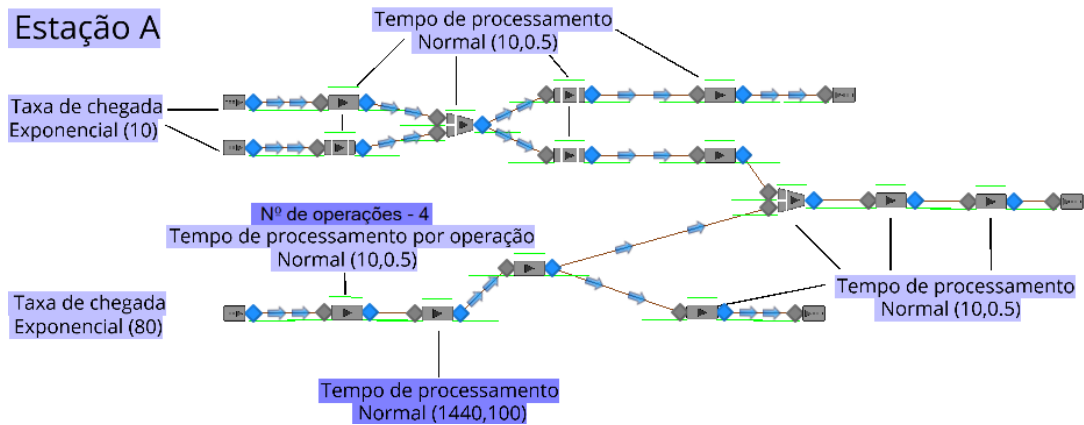 Estação A
Tempo de processamento
Normal (10,0.5)
Taxa de chegada
Exponencial (10)
Nº de operações - 4
Tempo de processamento por operação
Normal (10,0.5)
Taxa de chegada
Exponencial (80)
Tempo de processamento
Normal (10,0.5)
Tempo de processamento
Normal (1440,100)